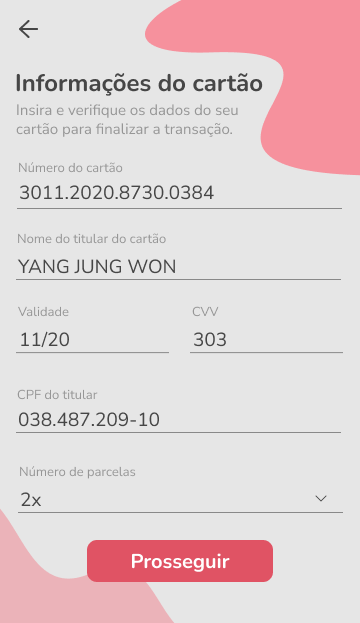 Informações do cartão
Insira e verifique os dados do seu
cartão para finalizar a transação.
Número do cartão
3011.2020.8730.0384
Nome do titular do cartão
YANG JUNG WON
Validade
11/20
CVV
303
CPF do titular
038.487.209-10
Número de parcelas
2x
Prosseguir